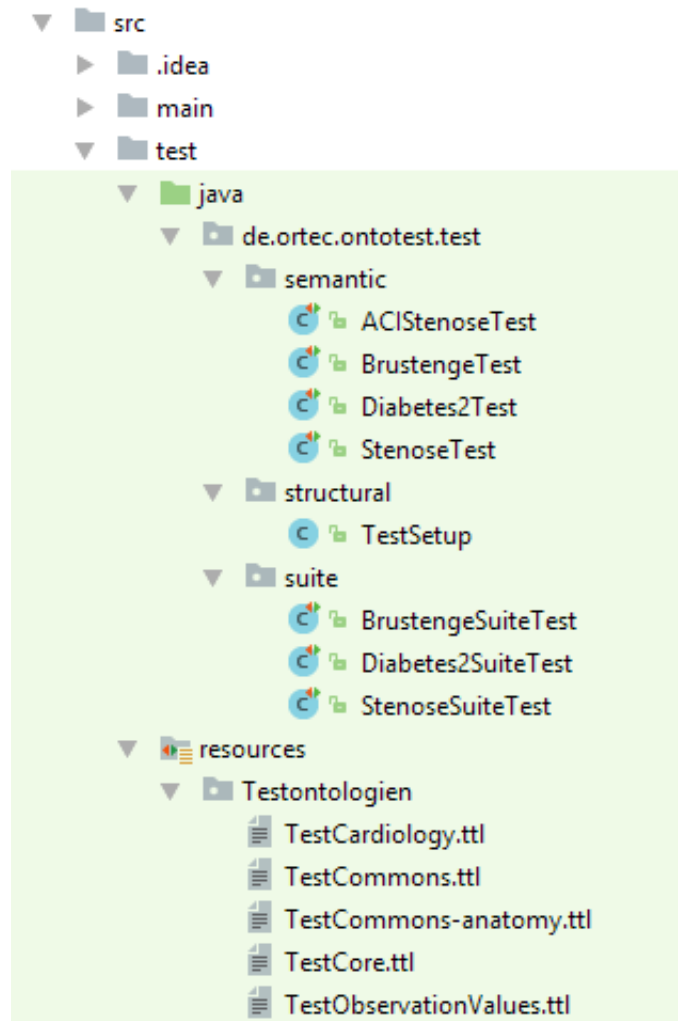 src
.idea
main
test
java
de.ortec.ontotest.test
semantic
ACIStenoseTest
BrustengeTest
Diabetes2Test
StenoseTest
structural
TestSetup
suite
BrustengeSuiteTest
Diabetes2SuiteTest
StenoseSuiteTest
resources
Testontologien
TestCardiology.ttl
TestCommons.ttl
TestCommons-anatomy.ttl
TestCore.ttl
TestObservationValues.ttl